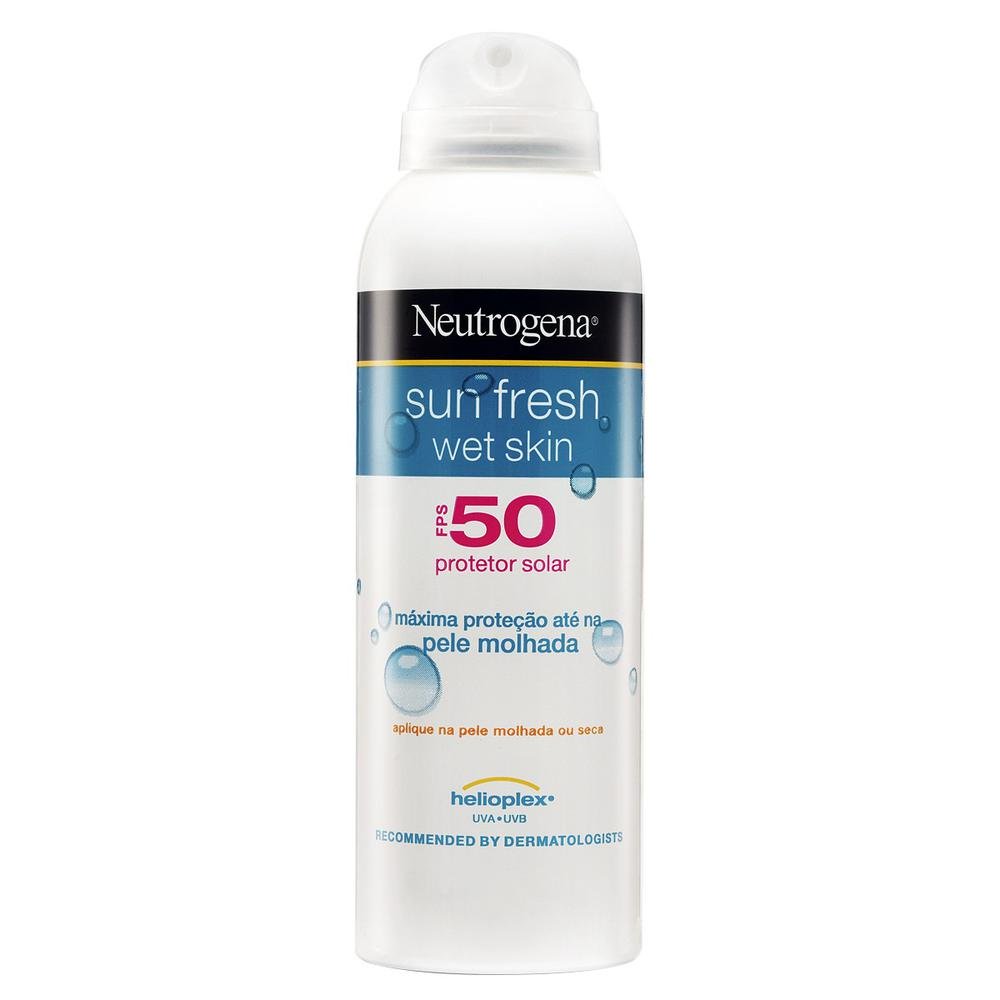 Neutrogena®
sun fresh
wet skin
FPS 50
protetor solar
máxima proteção até na
pele molhada
aplique na pele molhada ou seca
helioplex®
UVA•UVB
RECOMMENDED BY DERMATOLOGISTS